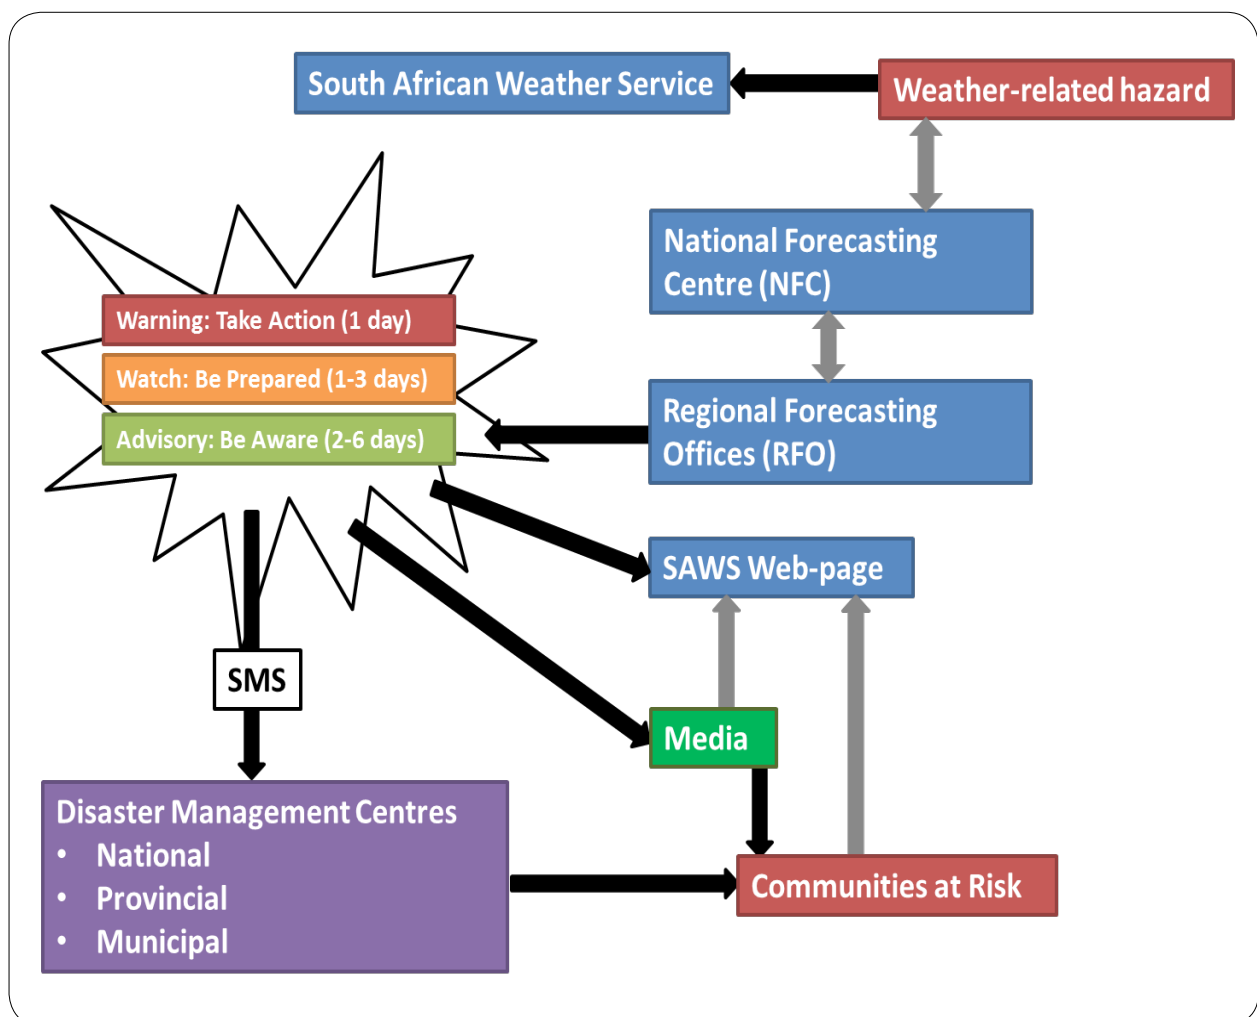 South African Weather Service
Weather-related hazard
National Forecasting
Centre (NFC)
Warning: Take Action (1 day)
Watch: Be Prepared (1-3 days)
Advisory: Be Aware (2-6 days)
Regional Forecasting
Offices (RFO)
SAWS Web-page
SMS
Media
Disaster Management Centres
• National
• Provincial
• Municipal
Communities at Risk